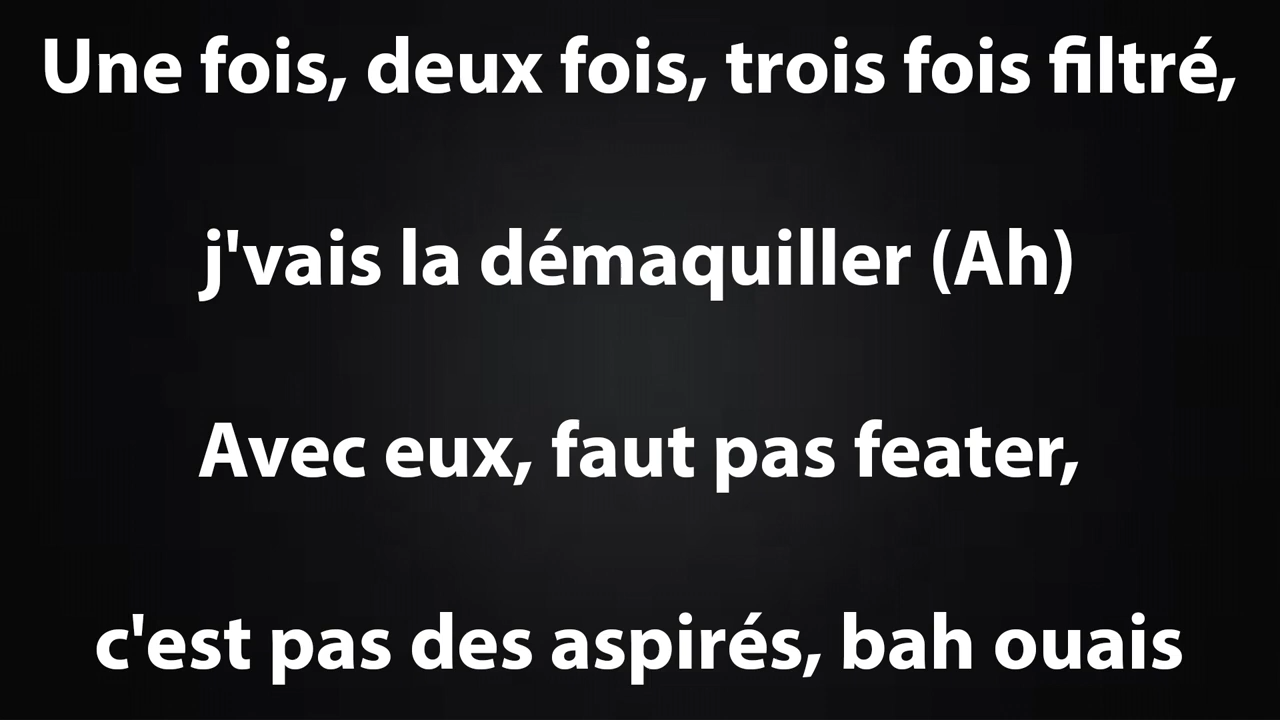 Une fois, deux fois, trois fois filtré,
j'vais la démaquiller (Ah)
Avec eux, faut pas feater,
c'est pas des aspirés, bah ouais